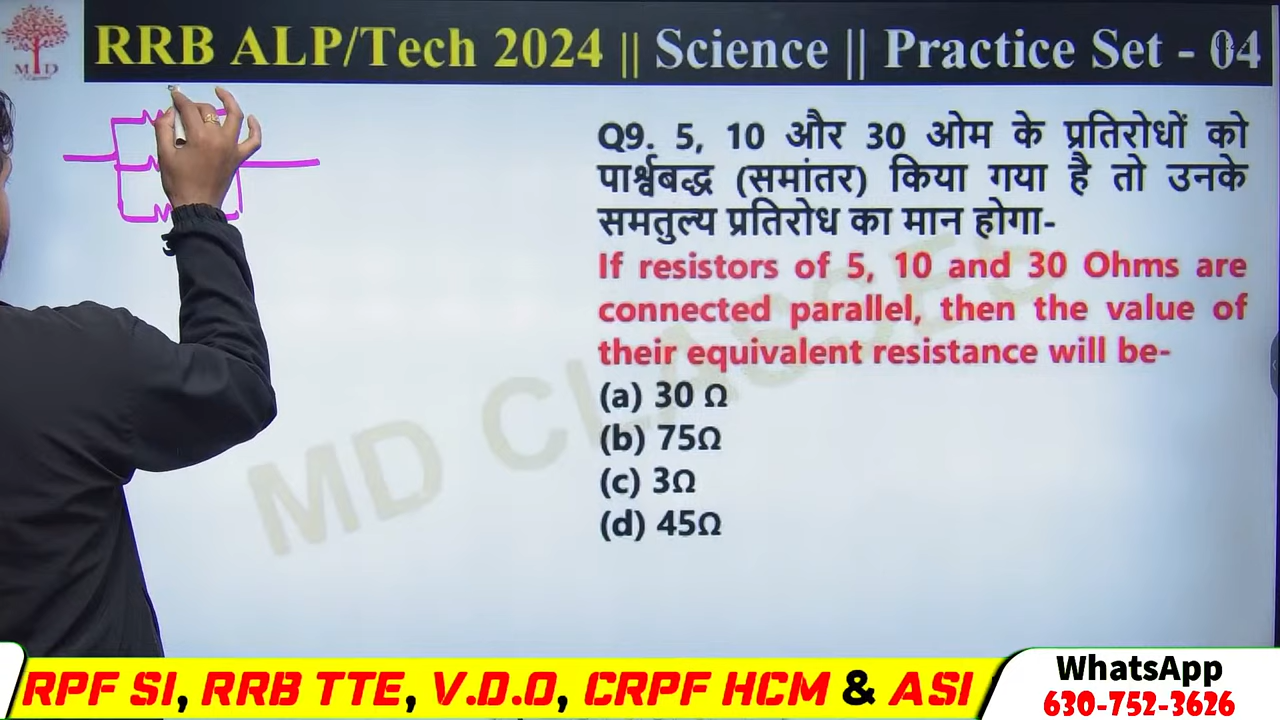 RRB ALP/Tech 2024 || Science || Practice Set - 04
MD
Q9. 5, 10 और 30 ओम के प्रतिरोधों को
पार्श्वबद्ध (समांतर) किया गया है तो उनके
समतुल्य प्रतिरोध का मान होगा-
If resistors of 5, 10 and 30 Ohms are
connected parallel, then the value of
their equivalent resistance will be-
(a) 30 Ω
(b) 75Ω
(c) 3Ω
(d) 45Ω
MD CLASSES
RPF SI, RRB TTE, V.D.O, CRPF HCM & ASI
WhatsApp
630-752-3626